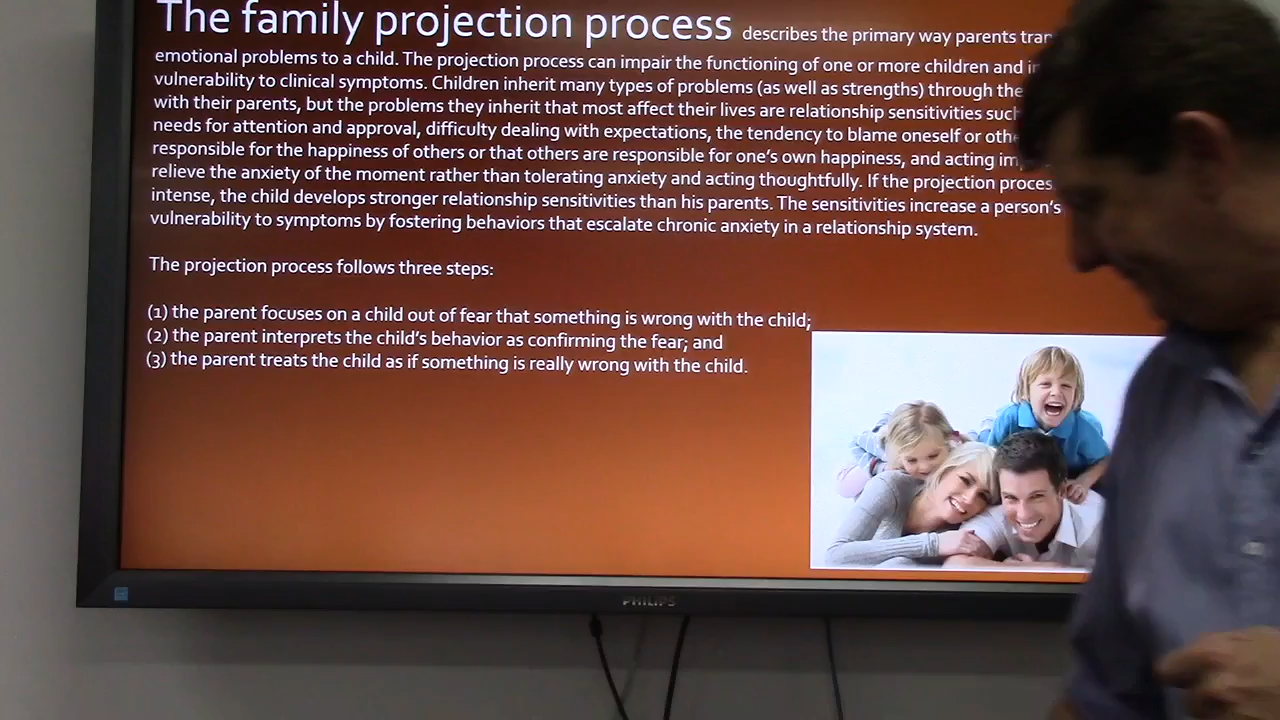 The family projection process describes the primary way parents
emotional problems to a child. The projection process can impair the functioning of one or more children and
vulnerability to clinical symptoms. Children inherit many types of problems (as well as strengths) through the
with their parents, but the problems they inherit that most affect their lives are relationship sensitivities
needs for attention and approval, difficulty dealing with expectations, the tendency to blame oneself or
responsible for the happiness of others or that others are responsible for one's own happiness, and acting
relieve the anxiety of the moment rather than tolerating anxiety and acting thoughtfully. If the projection
intense, the child develops stronger relationship sensitivities than his parents. The sensitivities increase a person's
vulnerability to symptoms by fostering behaviors that escalate chronic anxiety in a relationship system.
The projection process follows three steps:
(1) the parent focuses on a child out of fear that something is wrong with the child;
(2) the parent interprets the child's behavior as confirming the fear; and
(3) the parent treats the child as if something is really wrong with the child.
PHILIPS